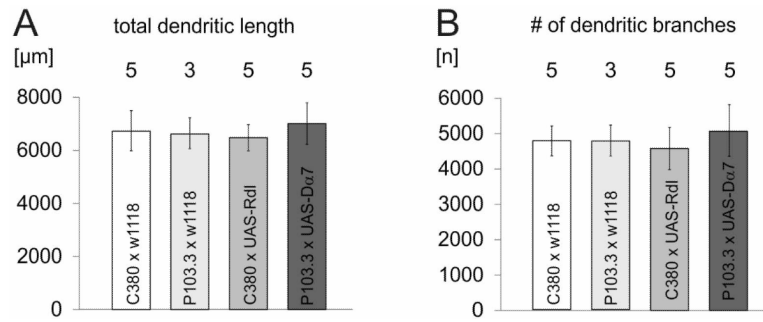 A
total dendritic length
[µm]
5 3 5 5
8000
6000
4000
2000
0
C380 x w1118
P103.3 x w1118
C380 x UAS-Rdl
P103.3 x UAS-Dα7
B
# of dendritic branches
[n]
5 3 5 5
6000
5000
4000
3000
2000
1000
0
C380 x w1118
P103.3 x w1118
C380 x UAS-Rdl
P103.3 x UAS-Dα7